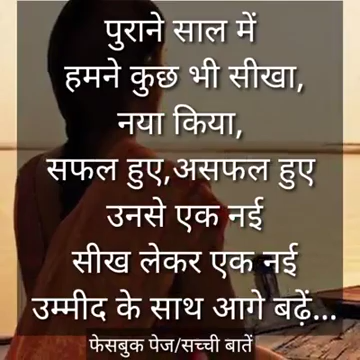 पुराने साल में
हमने कुछ भी सीखा,
नया किया,
सफल हुए,असफल हुए
उनसे एक नई
सीख लेकर एक नई
उम्मीद के साथ आगे बढ़ें...
फेसबुक पेज/सच्ची बातें